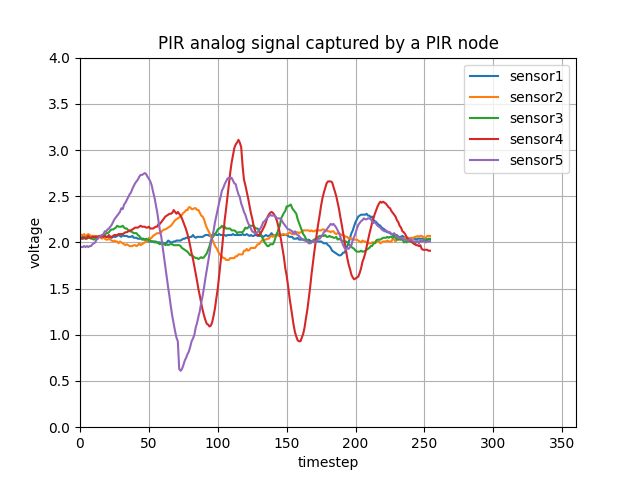 PIR analog signal captured by a PIR node
sensor1
sensor2
sensor3
sensor4
sensor5
voltage
4.0
3.5
3.0
2.5
2.0
1.5
1.0
0.5
0.0
0 50 100 150 200 250 300 350
timestep